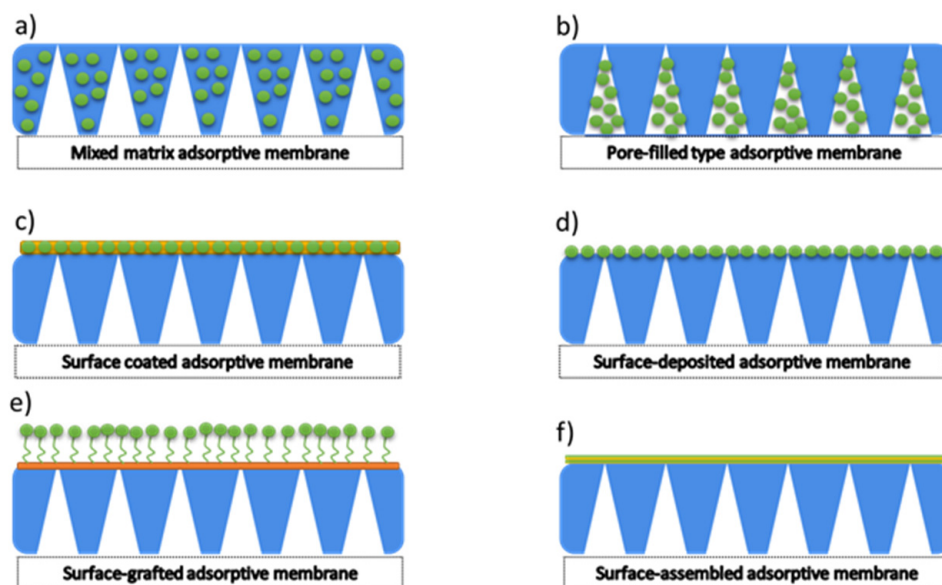 a)
b)
Mixed matrix adsorptive membrane
Pore-filled type adsorptive membrane
c)
d)
Surface coated adsorptive membrane
Surface-deposited adsorptive membrane
e)
f)
Surface-grafted adsorptive membrane
Surface-assembled adsorptive membrane